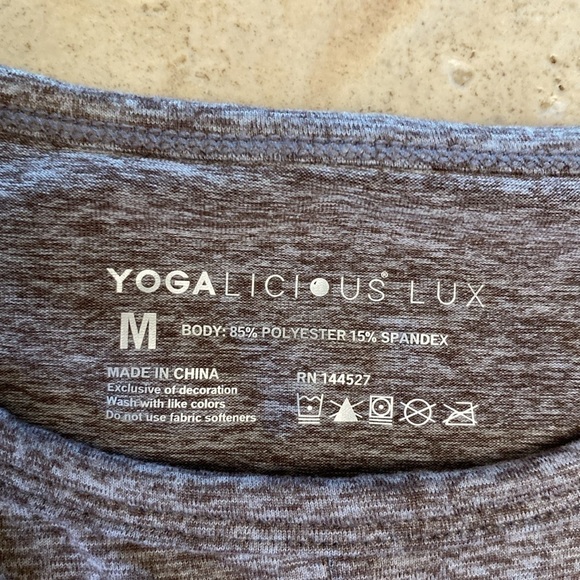 YOGALICIOUS® LUX
M BODY: 85% POLYESTER 15% SPANDEX
MADE IN CHINA
Exclusive of decoration
Wash with like colors
Do not use fabric softeners
RN 144527